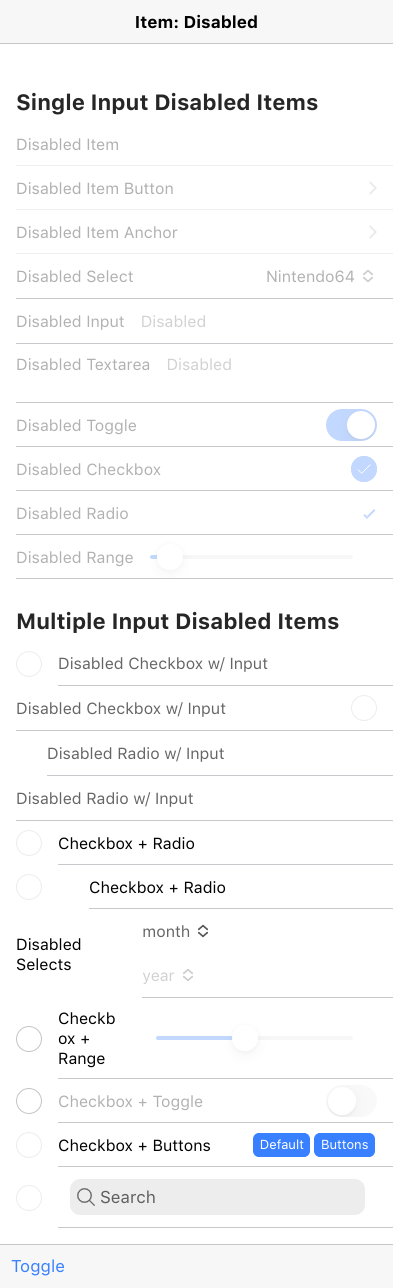 Item: Disabled
Single Input Disabled Items
Disabled Item
Disabled Item Button
Disabled Item Anchor
Disabled Select Nintendo64
Disabled Input Disabled
Disabled Textarea Disabled
Disabled Toggle
Disabled Checkbox
Disabled Radio
Disabled Range
Multiple Input Disabled Items
Disabled Checkbox w/ Input
Disabled Checkbox w/ Input
Disabled Radio w/ Input
Disabled Radio w/ Input
Checkbox + Radio
Checkbox + Radio
Disabled
Selects
month
year
Checkb
ox +
Range
Checkbox + Toggle
Checkbox + Buttons Default Buttons
Search
Toggle